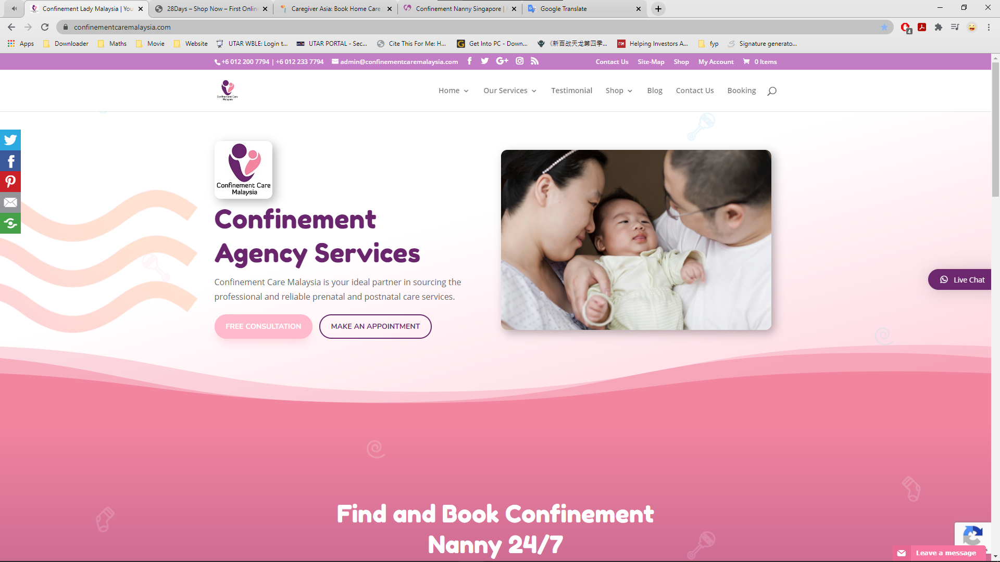 Confinement Lady Malaysia | You
28Days – Shop Now – First Onlin
Caregiver Asia: Book Home Care
Confinement Nanny Singapore |
Google Translate
confinementcaremalaysia.com
4
Apps
Downloader
Maths
Movie
Website
UTAR WBLE: Login t...
UTAR PORTAL - Sec...
Cite This For Me: H...
Get Into PC - Down...
《新百战天龙第四季...
Helping Investors A...
fyp
Signature generato...
+6 012 200 7794 | +6 012 233 7794
admin@confinementcaremalaysia.com
Contact Us
Site-Map
Shop
My Account
0 Items
Confinement Care
Malaysia
Home
Our Services
Testimonial
Shop
Blog
Contact Us
Booking
Confinement Care
Malaysia
Confinement
Agency Services
Confinement Care Malaysia is your ideal partner in sourcing the
professional and reliable prenatal and postnatal care services.
FREE CONSULTATION
MAKE AN APPOINTMENT
Live Chat
Find and Book Confinement
Nanny 24/7
Leave a message